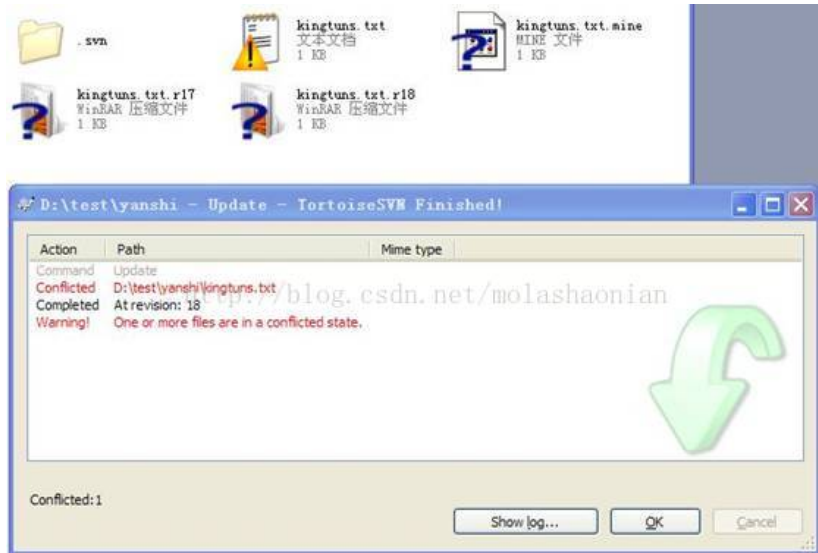 .svn
kingtuns.txt
文本文档
1 KB
kingtuns.txt.mine
MINE 文件
1 KB
kingtuns.txt.r17
WinRAR 压缩文件
1 KB
kingtuns.txt.r18
WinRAR 压缩文件
1 KB
D:\test\yanshi - Update - TortoiseSVN Finished!
Action Path Mime type
Command Update
Conflicted D:\test\yanshi\kingtuns.txt
Completed At revision: 18
Warning! One or more files are in a conflicted state.
http://blog.csdn.net/molashaonian
Conflicted:1
Show log...
OK
Cancel